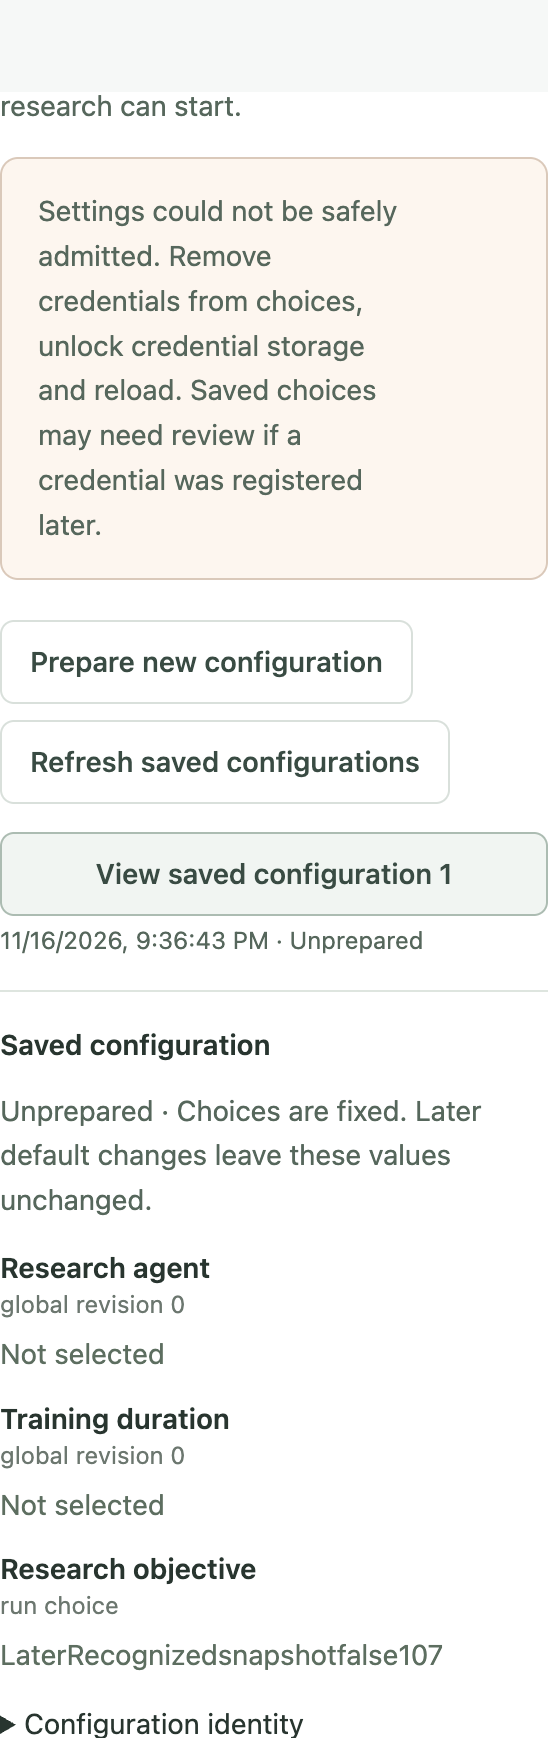 research can start.
Settings could not be safely
admitted. Remove
credentials from choices,
unlock credential storage
and reload. Saved choices
may need review if a
credential was registered
later.
Prepare new configuration
Refresh saved configurations
View saved configuration 1
11/16/2026, 9:36:43 PM · Unprepared
Saved configuration
Unprepared · Choices are fixed. Later
default changes leave these values
unchanged.
Research agent
global revision 0
Not selected
Training duration
global revision 0
Not selected
Research objective
run choice
LaterRecognizedsnapshotfalse107
Configuration identity